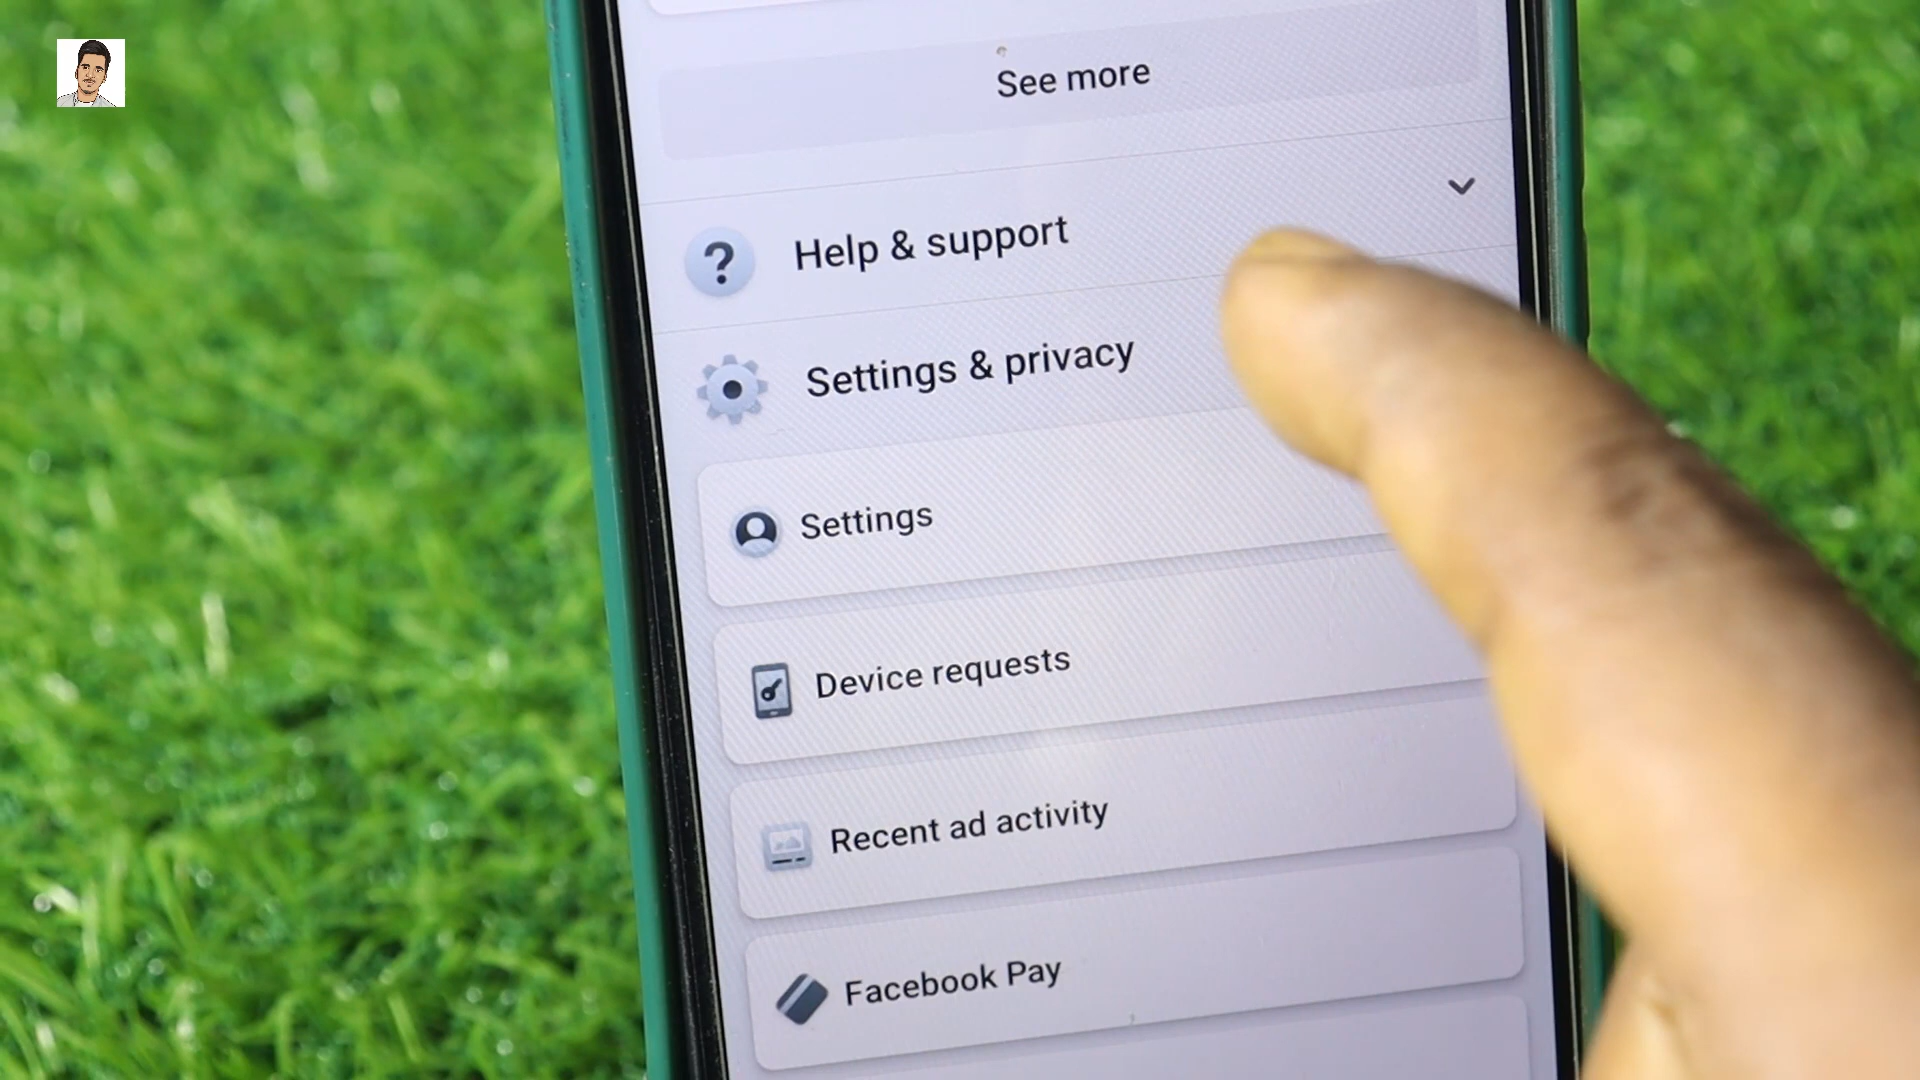 See more
Help & support
Settings & privacy
Settings
Device requests
Recent ad activity
Facebook Pay